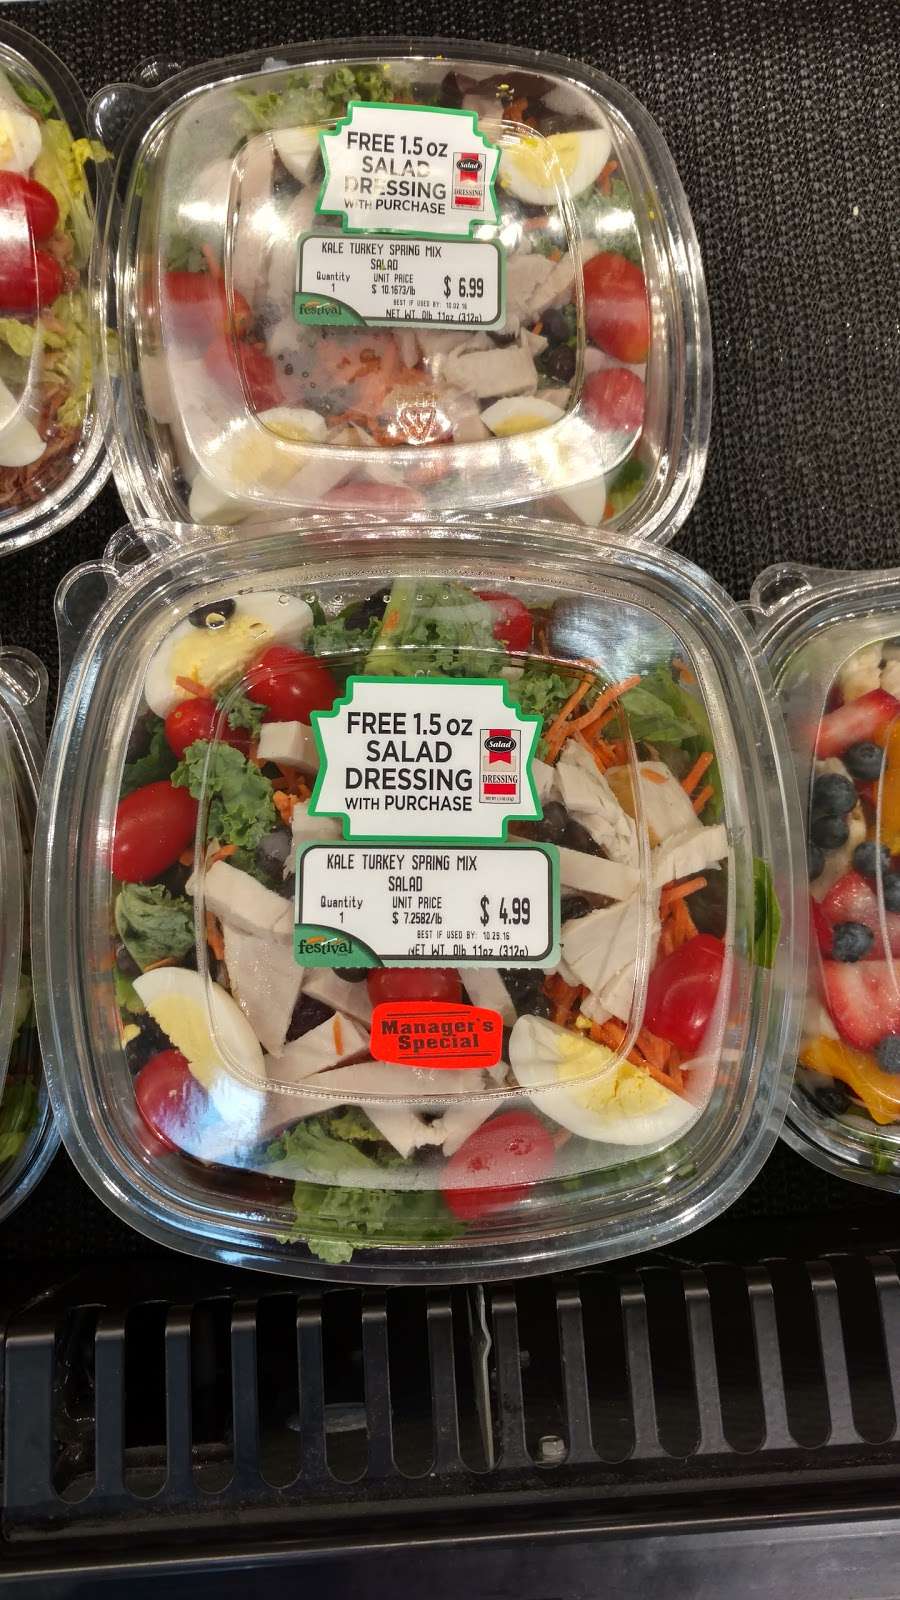 FREE 1.5 oz
SALAD
DRESSING
WITH PURCHASE
Salad
DRESSING
KALE TURKEY SPRING MIX
SALAD
Quantity UNIT PRICE
1 $ 10.1673/lb $ 6.99
BEST IF USED BY: 10.02.16
festival NET WT. 0lb 11oz (312g)
FREE 1.5 oz
SALAD
DRESSING
WITH PURCHASE
Salad
DRESSING
KALE TURKEY SPRING MIX
SALAD
Quantity UNIT PRICE
1 $ 7.2582/lb $ 4.99
BEST IF USED BY: 10.29.16
festival NET WT. 0lb 11oz (312g)
Manager's
Special